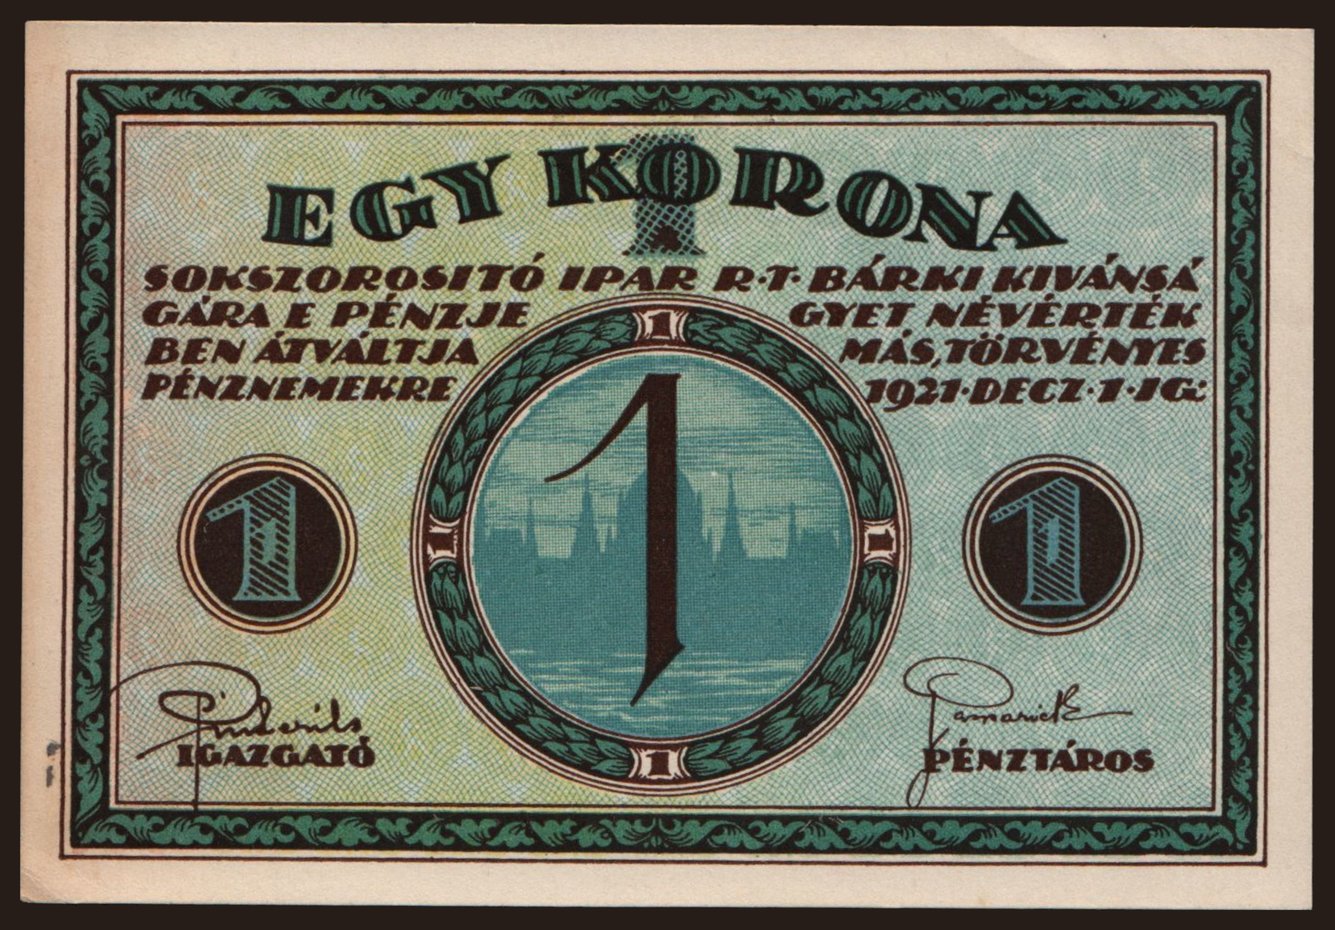 EGY KORONA
1
SOKSZOROSITÓ IPAR R·T· BÁRKI KIVÁNSÁ
GÁRA E PÉNZJE GYET NÉVÉRTÉK
BEN ÁTVÁLTJA MÁS, TÖRVÉNYES
PÉNZNEMEKRE 1921·DECZ·1·IG:
1
1 1 1 1 1
1
IGAZGATÓ PÉNZTÁROS